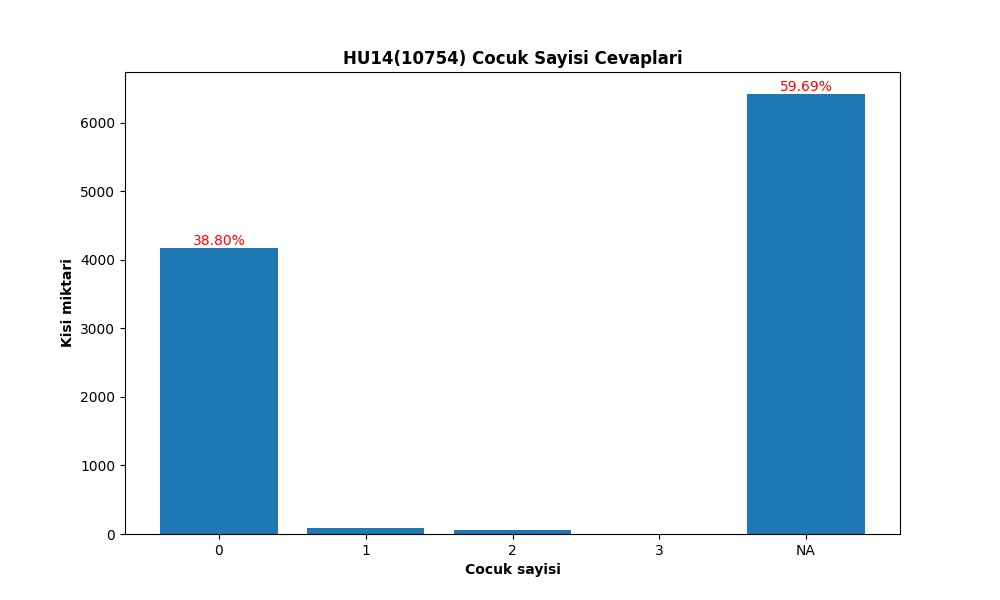 HU14(10754) Cocuk Sayisi Cevaplari
59.69%
6000
5000
38.80%
4000
Kisi miktari
3000
2000
1000
0
0 1 2 3 NA
Cocuk sayisi